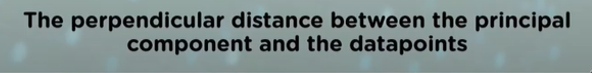 The perpendicular distance between the principal
component and the datapoints